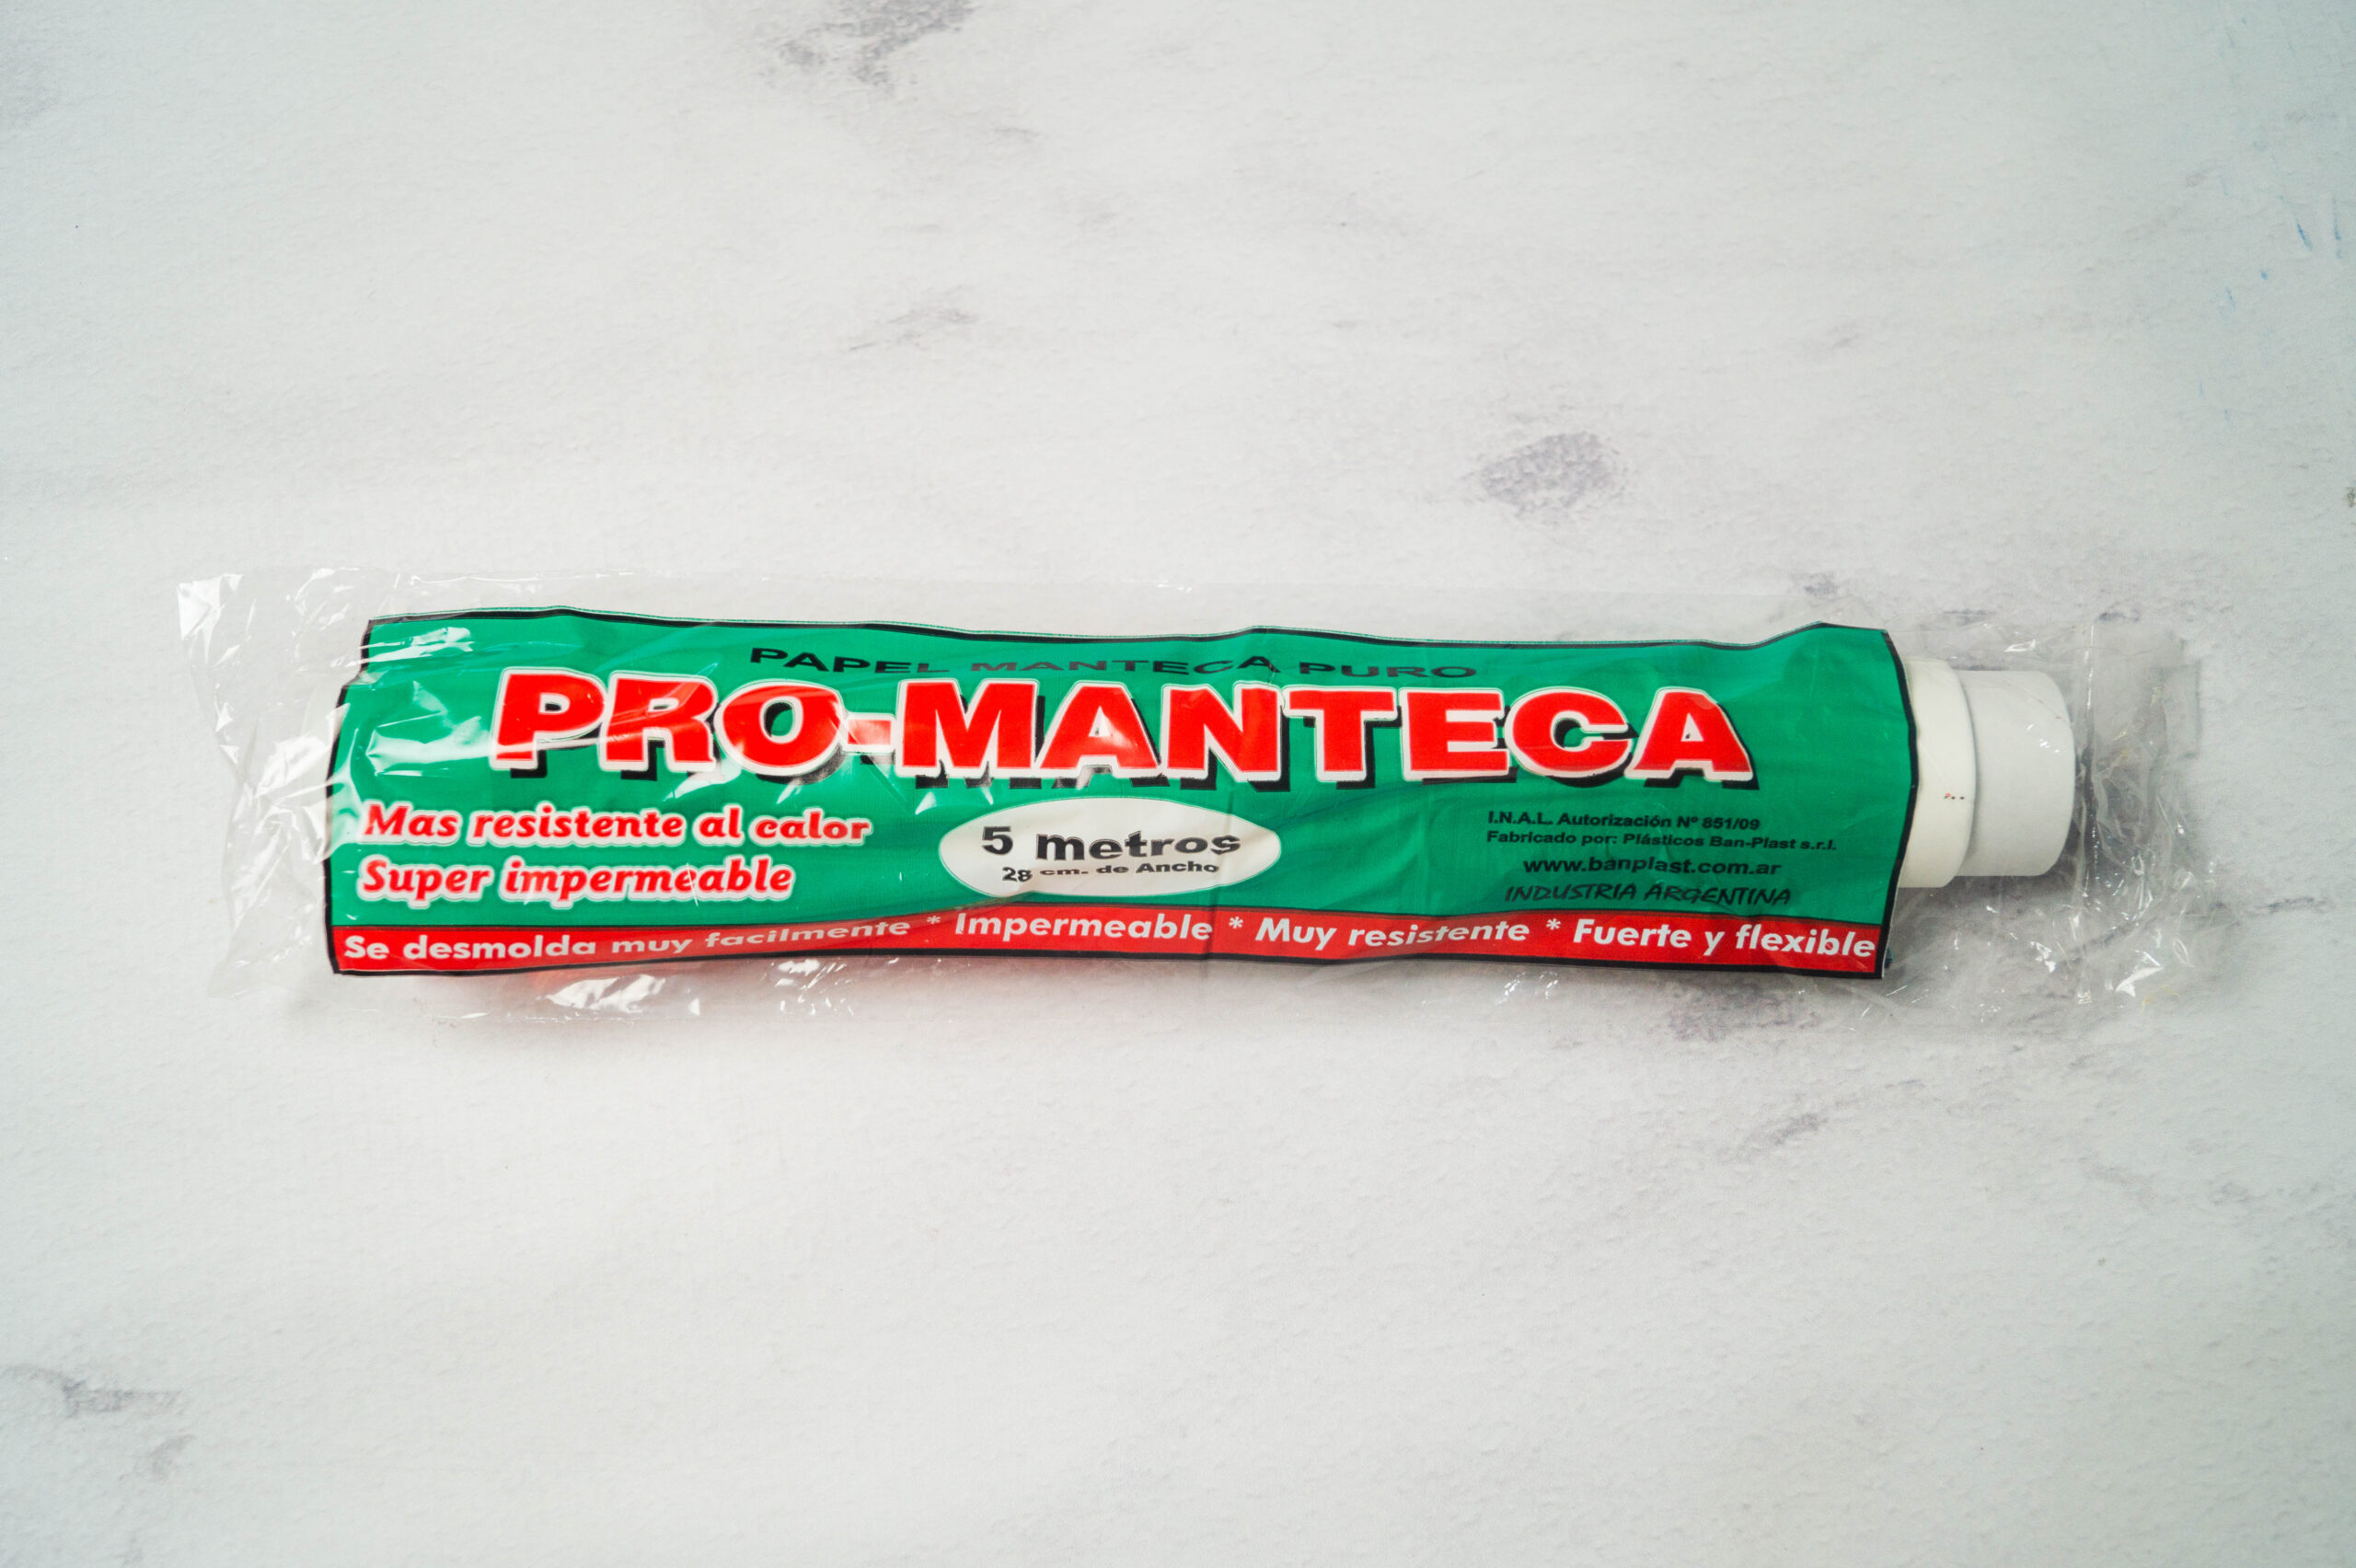 PAPEL MANTECA PURO
PRO-MANTECA
Mas resistente al calor
Super impermeable
5 metros
28 cm. de Ancho
I.N.A.L. Autorización Nº 851/09
Fabricado por: Plásticos Ban-Plast s.r.l.
www.banplast.com.ar
INDUSTRIA ARGENTINA
Se desmolda muy facilmente * Impermeable * Muy resistente * Fuerte y flexible